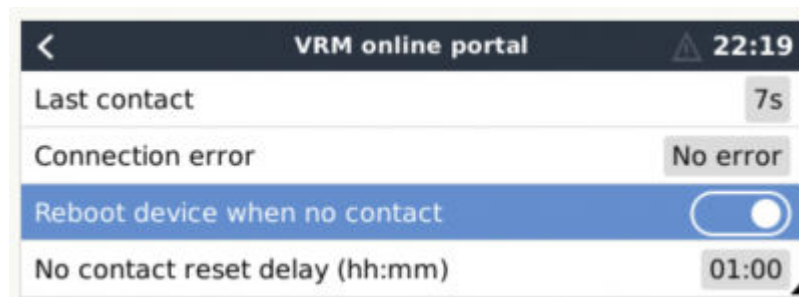 VRM online portal 22:19
Last contact 7s
Connection error No error
Reboot device when no contact
No contact reset delay (hh:mm) 01:00